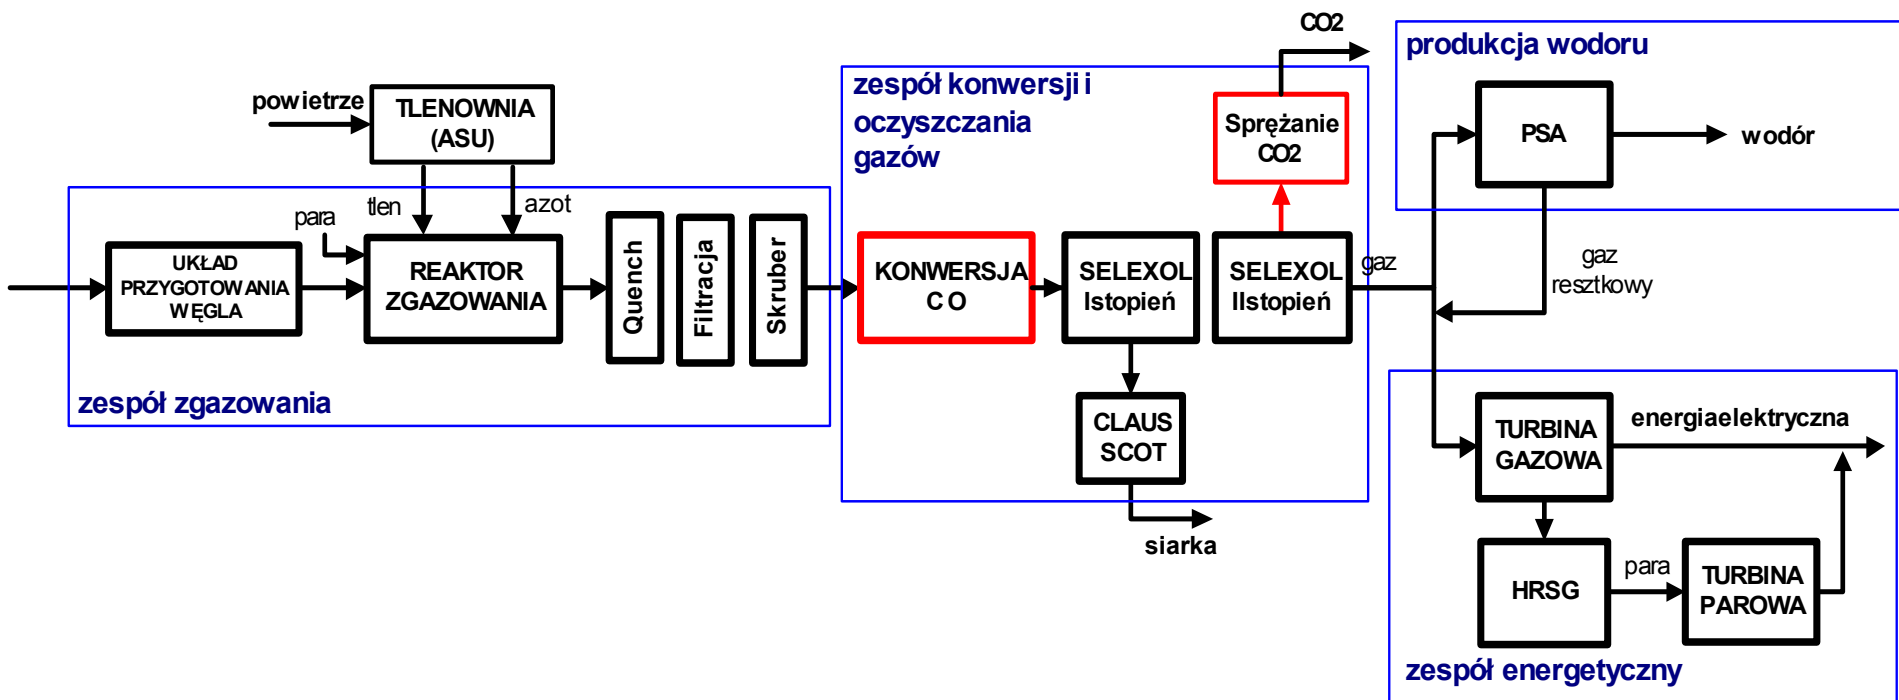 CO2
produkcja wodoru
zespół konwersji i
oczyszczania
gazów
powietrze
TLENOWNIA
(ASU)
Sprężanie
CO2
PSA
wodór
tlen
azot
para
UKŁAD
PRZYGOTOWANIA
WĘGLA
REAKTOR
ZGAZOWANIA
Quench
Filtracja
Skruber
KONWERSJA
CO
SELEXOL
Istopień
SELEXOL
IIstopień
gaz
gaz
resztkowy
zespół zgazowania
CLAUS
SCOT
siarka
TURBINA
GAZOWA
energiaelektryczna
HRSG
para
TURBINA
PAROWA
zespół energetyczny